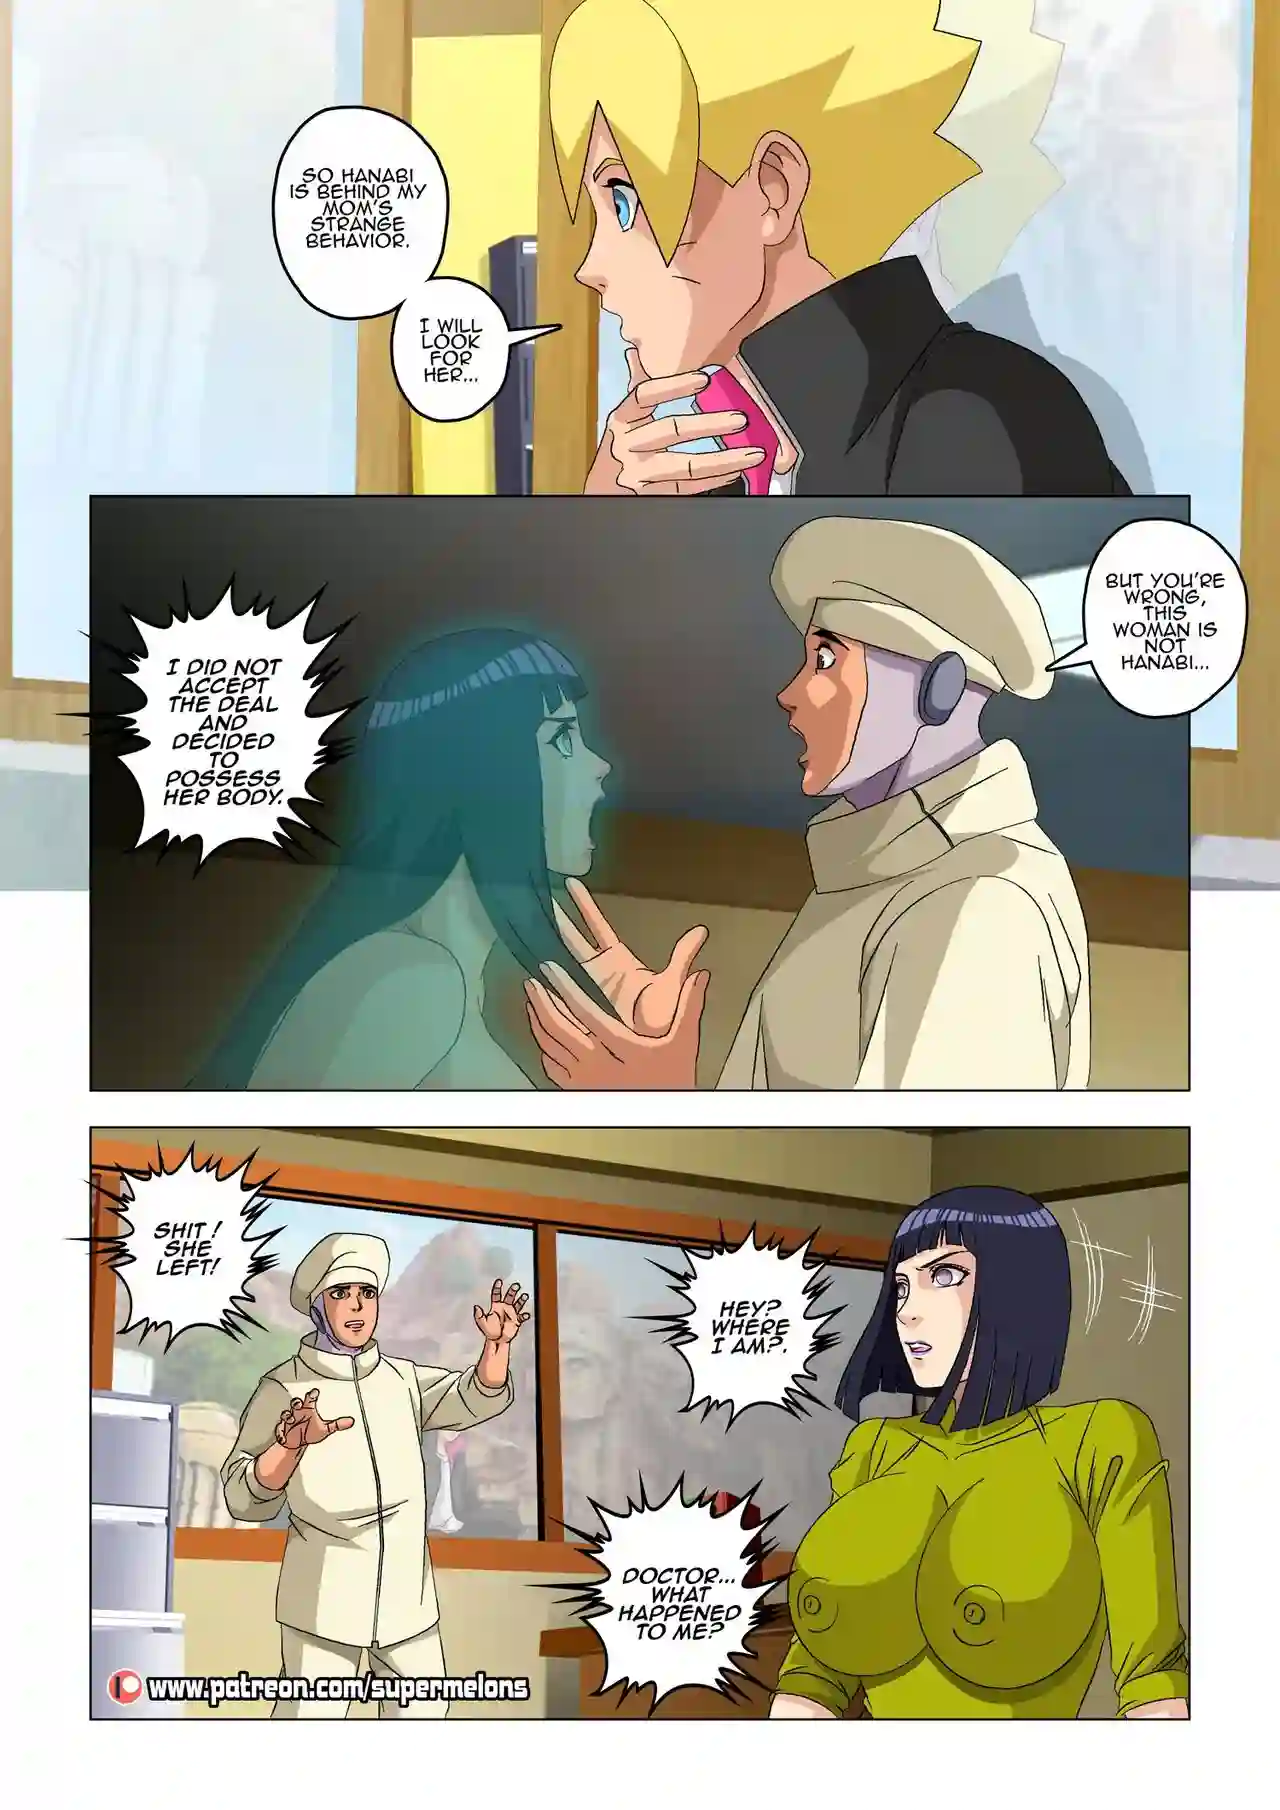 SO HANABI
IS BEHIND MY
MOM'S
STRANGE
BEHAVIOR.
I WILL
LOOK
FOR
HER...
BUT YOU'RE
WRONG,
THIS
WOMAN IS
NOT
HANABI...
I DID NOT
ACCEPT
THE DEAL
AND
DECIDED
TO
POSSESS
HER BODY.
SHIT!
SHE
LEFT!
HEY?
WHERE
I AM?.
DOCTOR...
WHAT
HAPPENED
TO ME?
www.patreon.com/supermelons